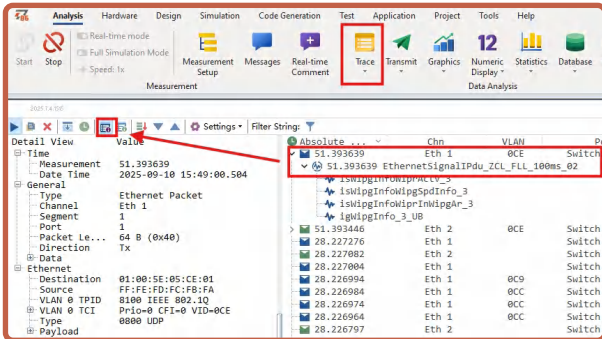 Analysis Hardware Design Simulation Code Generation Test Application Project Tools Help
Real-time mode
Full Simulation Mode
Speed: 1x
Start Stop Measurement Setup Messages Real-time Comment Trace Transmit Graphics 12 Numeric Display Statistics Database
Measurement Data Analysis
Settings Filter String:
Detail View Value
Time
Measurement 51.393639
Date Time 2025-09-10 15:49:00.504
General
Type Ethernet Packet
Channel Eth 1
Segment 1
Port 1
Packet Le... 64 B (0x40)
Direction Tx
Data
Ethernet
Destination 01:00:5E:05:CE:01
Source FF:FE:FD:FC:FB:FA
VLAN 0 TPID 8100 IEEE 802.1Q
VLAN 0 TCI Prio=0 CFI=0 VID=0CE
Type 0800 UDP
Payload
Absolute ... Chn VLAN
51.393639 Eth 1 0CE Switch
51.393639 EthernetSignalIPdu_ZCL_FLL_100ms_02
isWipgInfoWiprActv_3
isWipgInfoWipgSpdInfo_3
isWipgInfoWiprInWipgAr_3
igWipgInfo_3_UB
51.393446 Eth 2 0CE Switch
28.227276 Eth 1 Switch
28.227082 Eth 2 Switch
28.227004 Eth 1 Switch
28.226994 Eth 1 0C9 Switch
28.226984 Eth 1 0CC Switch
28.226974 Eth 1 0CC Switch
28.226964 Eth 1 0CC Switch
28.226797 Eth 2 Switch